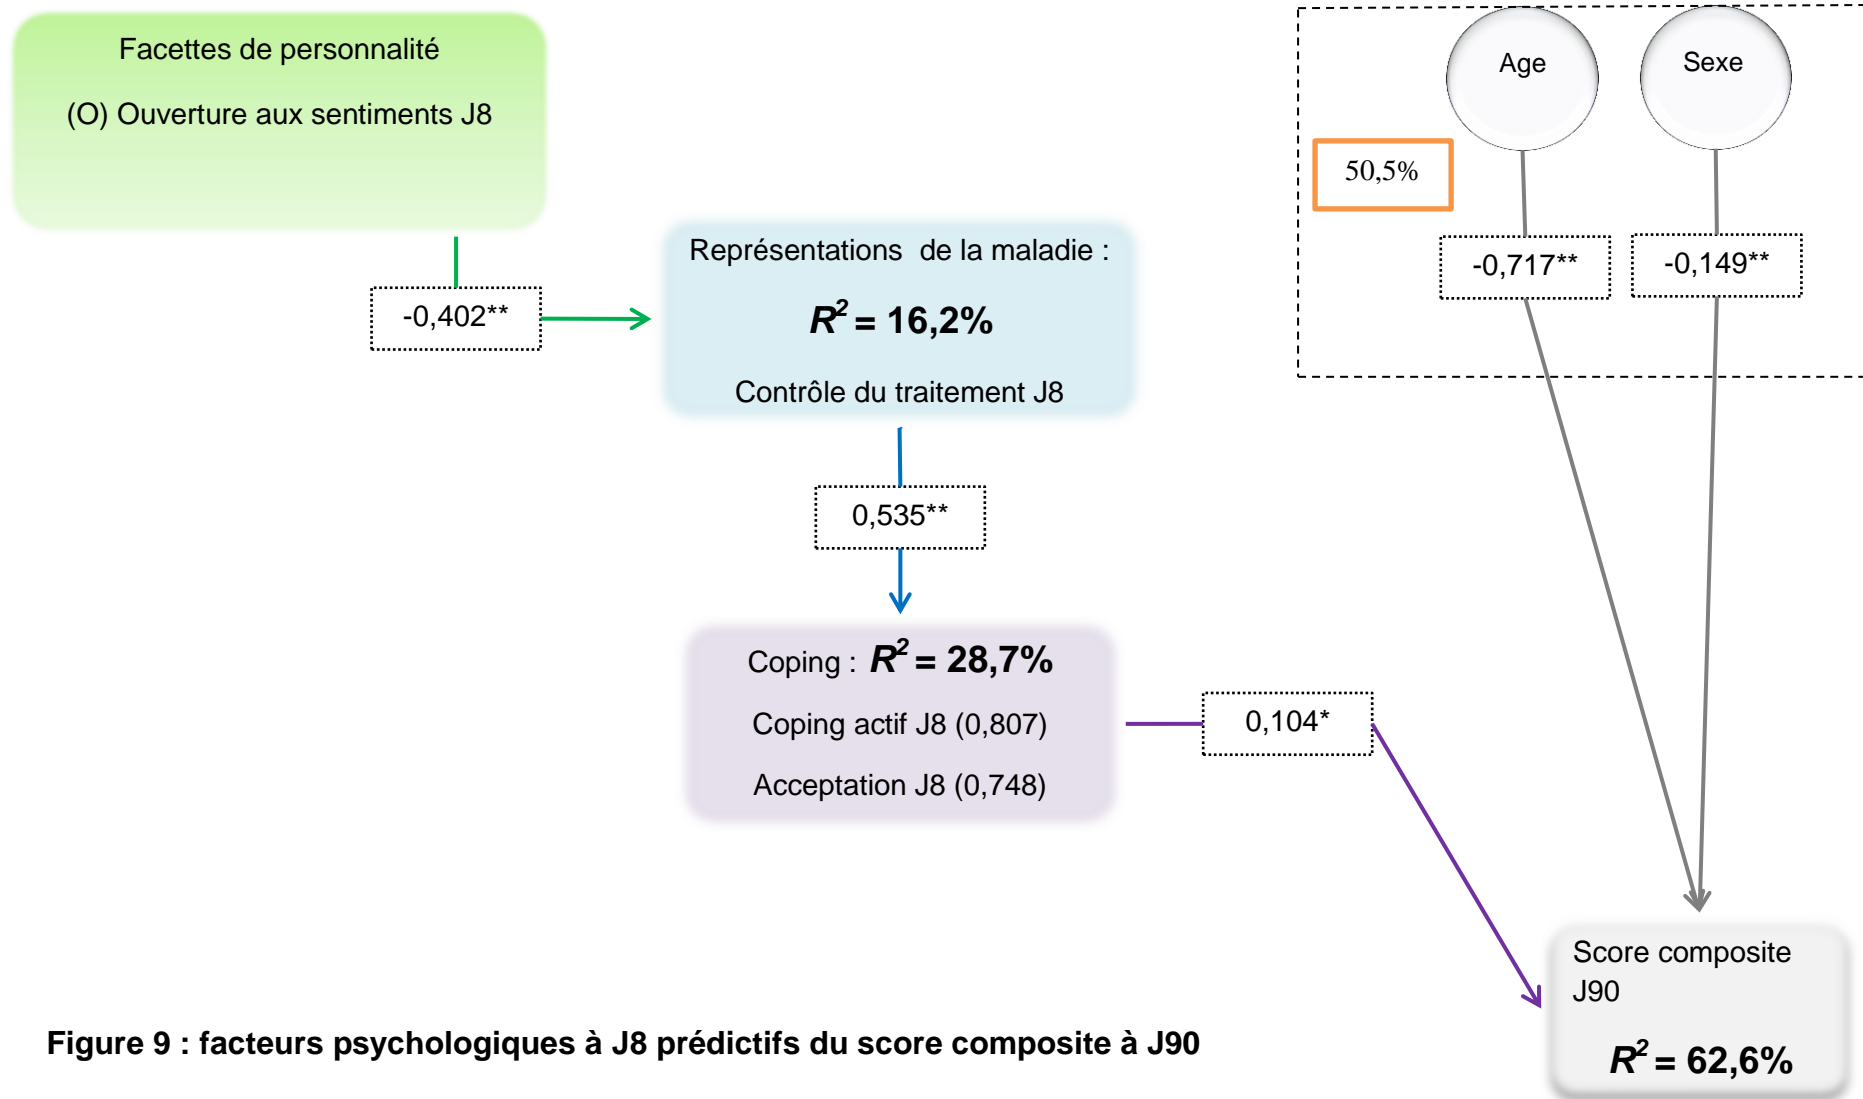 Facettes de personnalité
(O) Ouverture aux sentiments J8
Age
Sexe
50,5%
-0,717**
-0,149**
-0,402**
Représentations de la maladie :
R² = 16,2%
Contrôle du traitement J8
0,535**
Coping : R² = 28,7%
Coping actif J8 (0,807)
Acceptation J8 (0,748)
0,104*
Score composite
J90
R² = 62,6%
Figure 9 : facteurs psychologiques à J8 prédictifs du score composite à J90